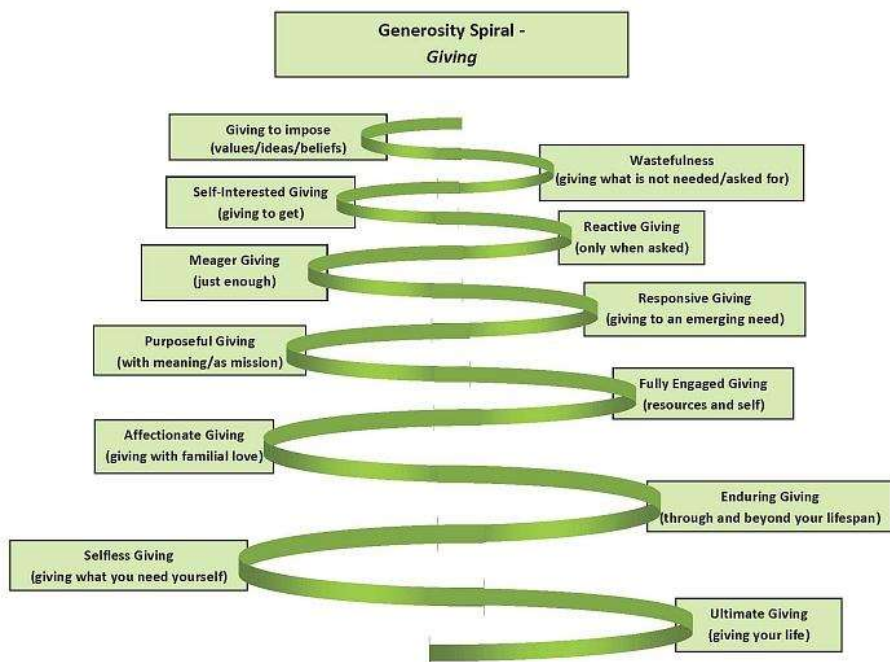 Generosity Spiral -
Giving
Giving to impose
(values/ideas/beliefs)
Wastefulness
(giving what is not needed/asked for)
Self-Interested Giving
(giving to get)
Reactive Giving
(only when asked)
Meager Giving
(just enough)
Responsive Giving
(giving to an emerging need)
Purposeful Giving
(with meaning/as mission)
Fully Engaged Giving
(resources and self)
Affectionate Giving
(giving with familial love)
Enduring Giving
(through and beyond your lifespan)
Selfless Giving
(giving what you need yourself)
Ultimate Giving
(giving your life)